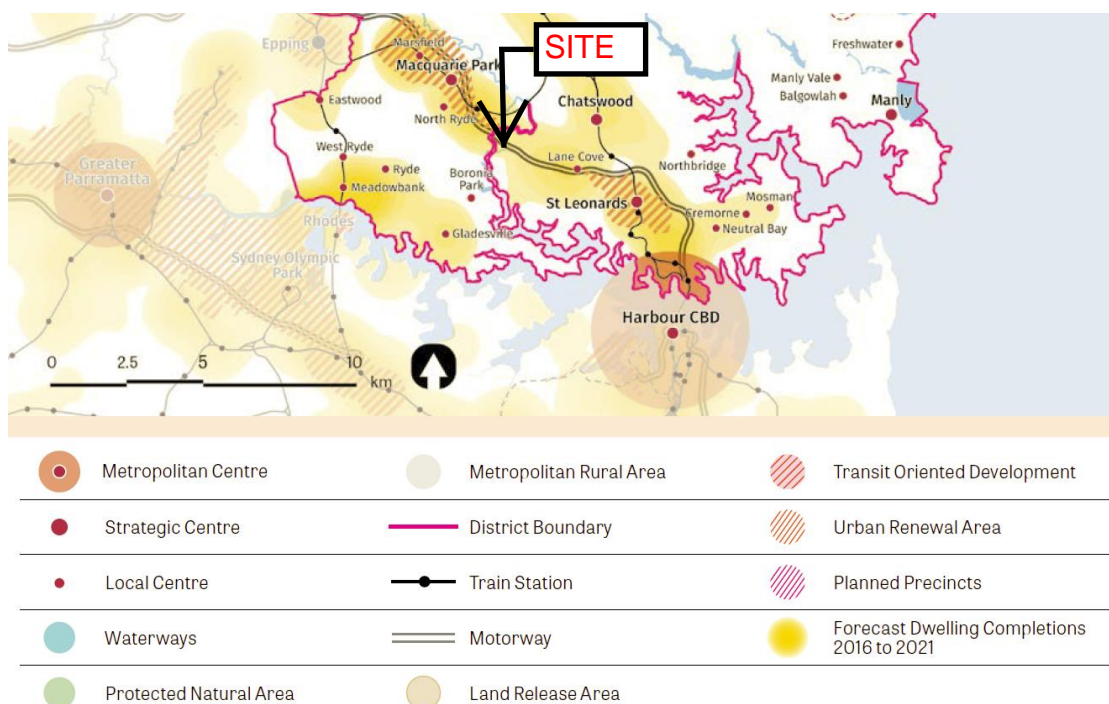 Epping
Marsfield
SITE
Freshwater
Macquarie Park
Manly Vale
Balgowlah
Manly
Eastwood
North Ryde
Chatswood
West Ryde
Lane Cove
Northbridge
Greater
Parramatta
Ryde
Boronia
Park
Meadowbank
St Leonards
Mosman
Cremorne
Neutral Bay
Rhodes
Gladesville
Sydney Olympic
Park
Harbour CBD
0 2.5 5 10
km
Metropolitan Centre
Metropolitan Rural Area
Transit Oriented Development
Strategic Centre
District Boundary
Urban Renewal Area
Local Centre
Train Station
Planned Precincts
Waterways
Motorway
Forecast Dwelling Completions
2016 to 2021
Protected Natural Area
Land Release Area